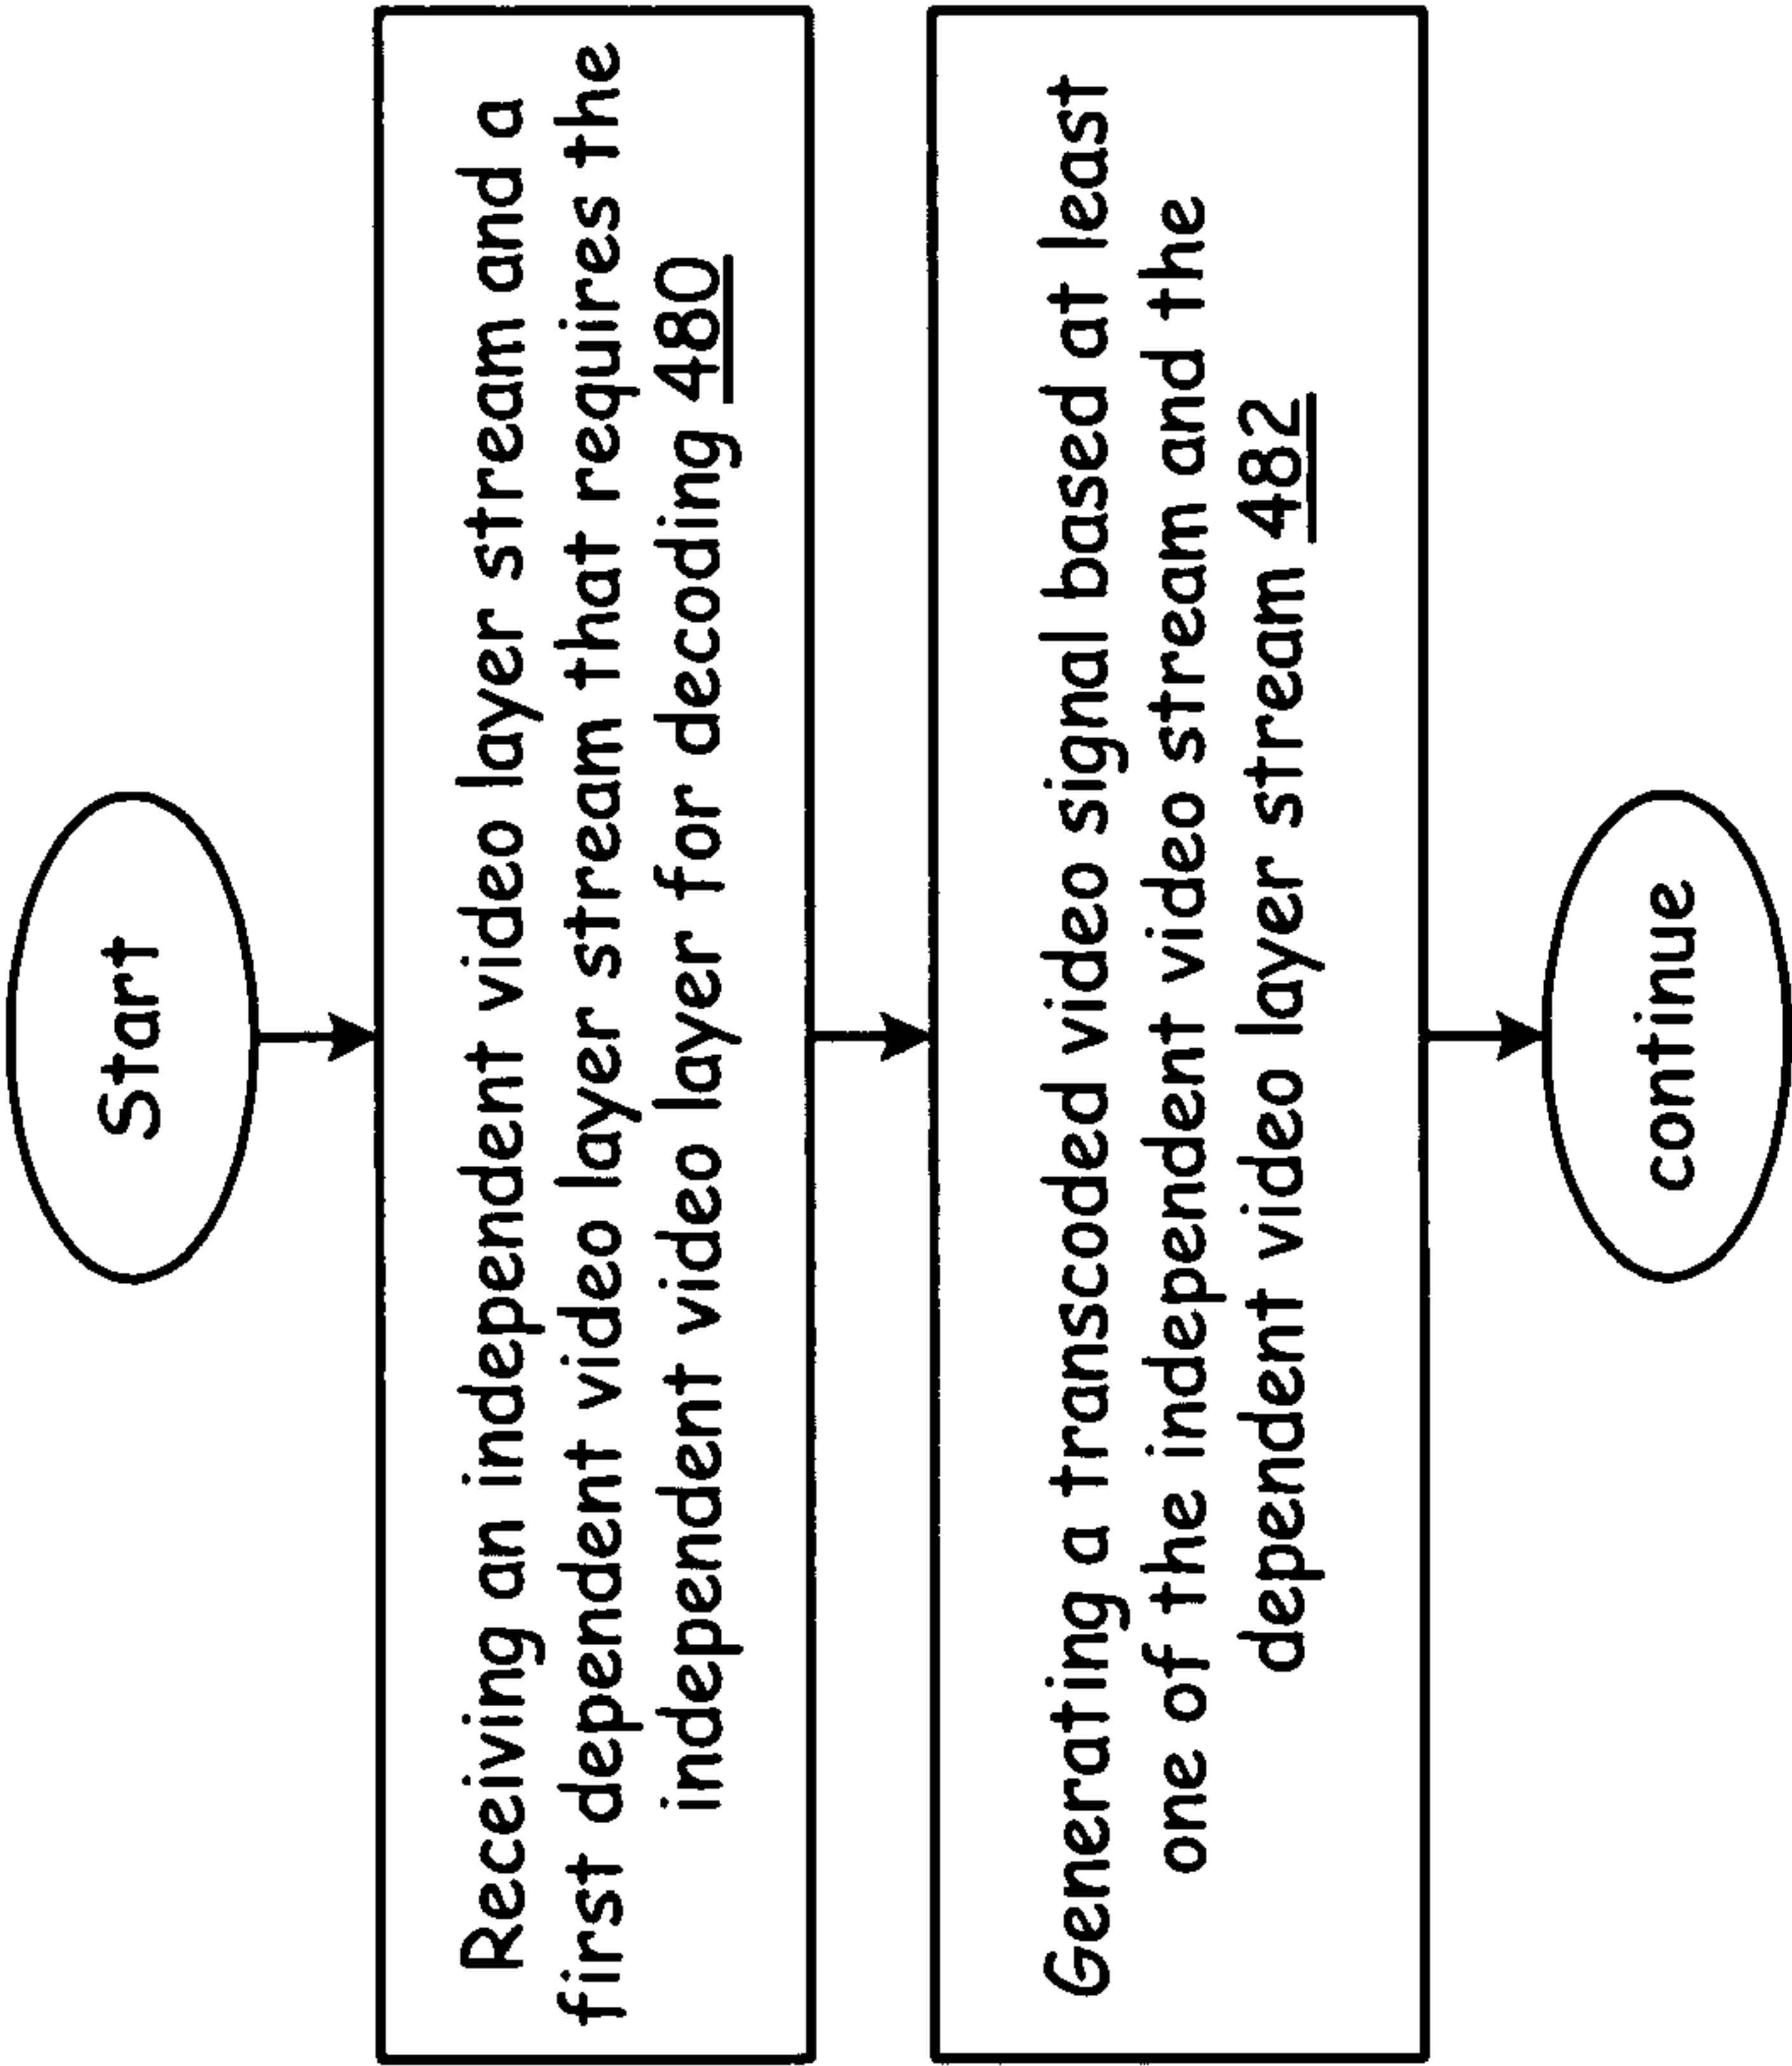 Start
Receiving an independent video layer stream and a
first dependent video layer stream that requires the
independent video layer for decoding 480
Generating a transcoded video signal based at least
one of the independent video stream and the
dependent video layer stream 482
continue